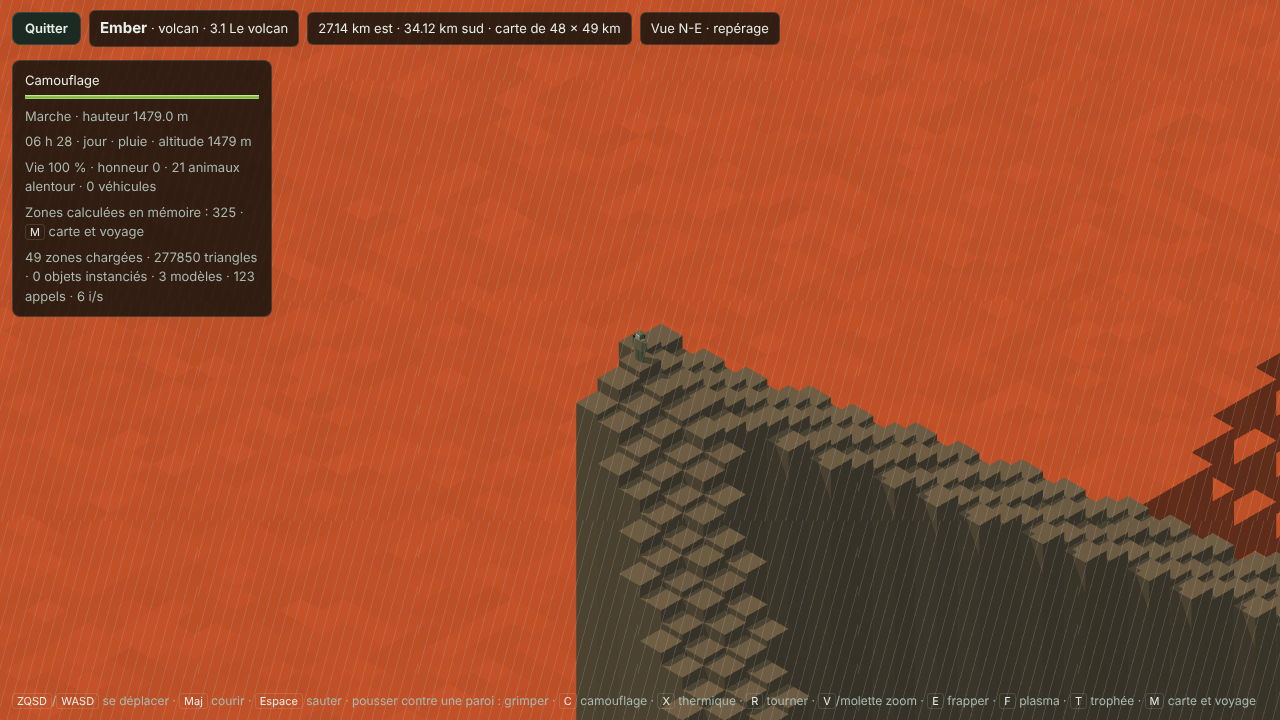 Quitter
Ember · volcan · 3.1 Le volcan
27.14 km est · 34.12 km sud · carte de 48 × 49 km
Vue N-E · repérage
Camouflage
Marche · hauteur 1479.0 m
06 h 28 · jour · pluie · altitude 1479 m
Vie 100 % · honneur 0 · 21 animaux
alentour · 0 véhicules
Zones calculées en mémoire : 325 ·
M carte et voyage
49 zones chargées · 277850 triangles
· 0 objets instanciés · 3 modèles · 123
appels · 6 i/s
ZQSD / WASD se déplacer · Maj courir · Espace sauter · pousser contre une paroi : grimper · C camouflage · X thermique · R tourner · V /molette zoom · E frapper · F plasma · T trophée · M carte et voyage